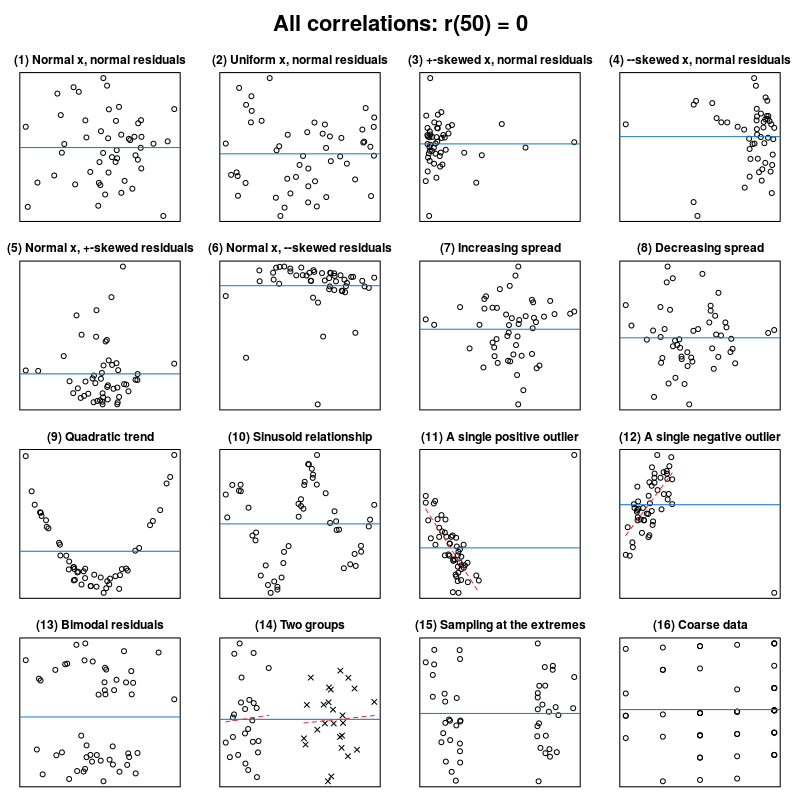 All correlations: r(50) = 0
(1) Normal x, normal residuals
(2) Uniform x, normal residuals
(3) +-skewed x, normal residuals
(4) --skewed x, normal residuals
(5) Normal x, +-skewed residuals
(6) Normal x, --skewed residuals
(7) Increasing spread
(8) Decreasing spread
(9) Quadratic trend
(10) Sinusoid relationship
(11) A single positive outlier
(12) A single negative outlier
(13) Bimodal residuals
(14) Two groups
(15) Sampling at the extremes
(16) Coarse data